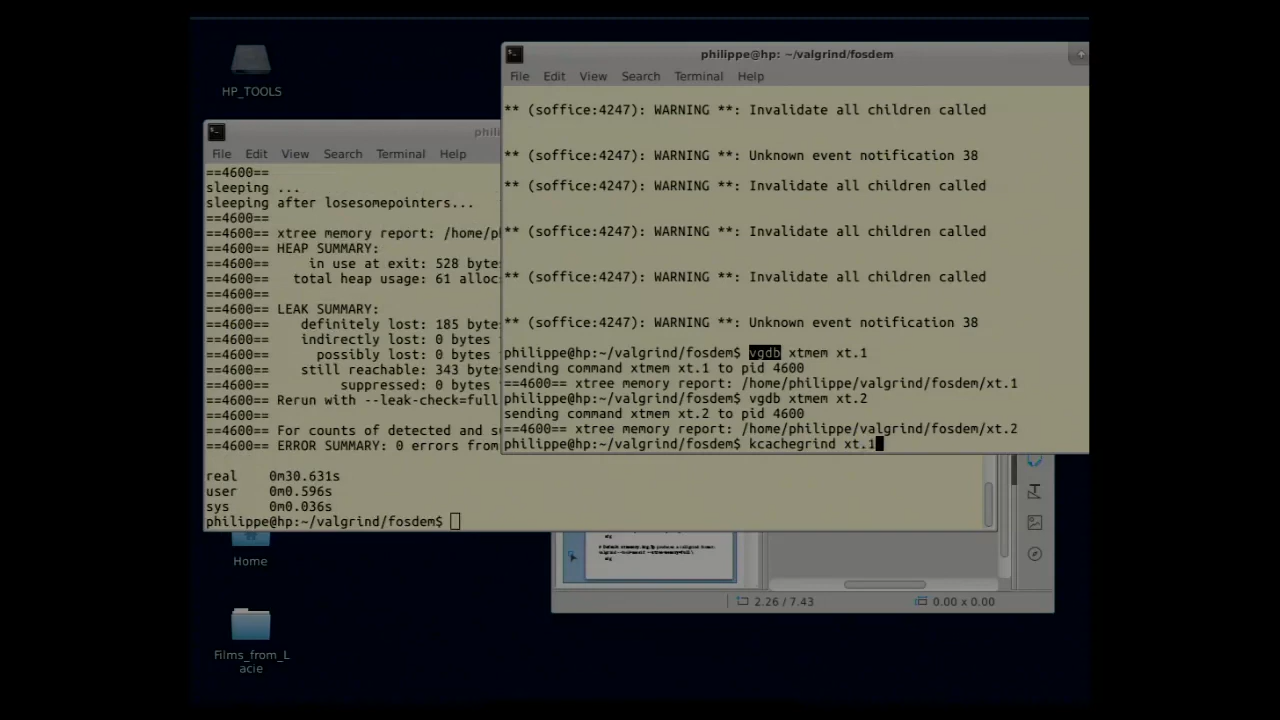 HP_TOOLS
Home
Films_from_L
acie
File Edit View Search Terminal Help
==4600==
sleeping ...
sleeping after losesomepointers...
==4600==
==4600== xtree memory report: /home/p
==4600== HEAP SUMMARY:
==4600==     in use at exit: 528 byte
==4600==   total heap usage: 61 alloc
==4600==
==4600== LEAK SUMMARY:
==4600==    definitely lost: 185 byte
==4600==    indirectly lost: 0 bytes
==4600==      possibly lost: 0 bytes
==4600==    still reachable: 343 byte
==4600==         suppressed: 0 bytes
==4600== Rerun with --leak-check=full
==4600==
==4600== For counts of detected and s
==4600== ERROR SUMMARY: 0 errors from
real    0m30.631s
user    0m0.596s
sys     0m0.036s
philippe@hp:~/valgrind/fosdem$
philippe@hp: ~/valgrind/fosdem
File Edit View Search Terminal Help
** (soffice:4247): WARNING **: Invalidate all children called
** (soffice:4247): WARNING **: Unknown event notification 38
** (soffice:4247): WARNING **: Invalidate all children called
** (soffice:4247): WARNING **: Invalidate all children called
** (soffice:4247): WARNING **: Invalidate all children called
** (soffice:4247): WARNING **: Unknown event notification 38
philippe@hp:~/valgrind/fosdem$ vgdb xtmem xt.1
sending command xtmem xt.1 to pid 4600
==4600== xtree memory report: /home/philippe/valgrind/fosdem/xt.1
philippe@hp:~/valgrind/fosdem$ vgdb xtmem xt.2
sending command xtmem xt.2 to pid 4600
==4600== xtree memory report: /home/philippe/valgrind/fosdem/xt.2
philippe@hp:~/valgrind/fosdem$ kcachegrind xt.1
2.26 / 7.43
0.00 x 0.00